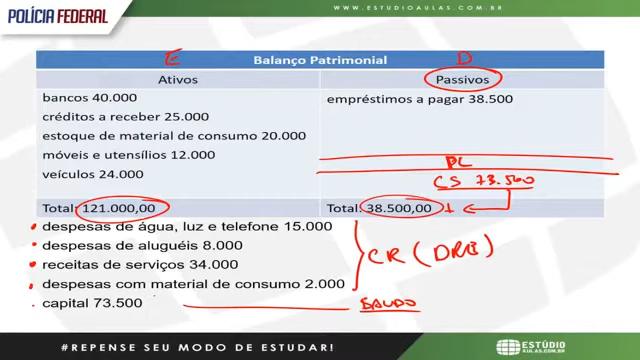 POLÍCIA FEDERAL
WWW.ESTUDIOAULAS.COM.BR
E
D
Balanço Patrimonial
Ativos
Passivos
bancos 40.000
empréstimos a pagar 38.500
créditos a receber 25.000
estoque de material de consumo 20.000
móveis e utensílios 12.000
PL
veículos 24.000
CS 73.500
Total: 121.000,00
Total: 38.500,00 +
despesas de água, luz e telefone 15.000
despesas de aluguéis 8.000
CR (DRE)
receitas de serviços 34.000
despesas com material de consumo 2.000
capital 73.500
SALDO
#REPENSE SEU MODO DE ESTUDAR!
ESTÚDIO
AULAS.COM.BR